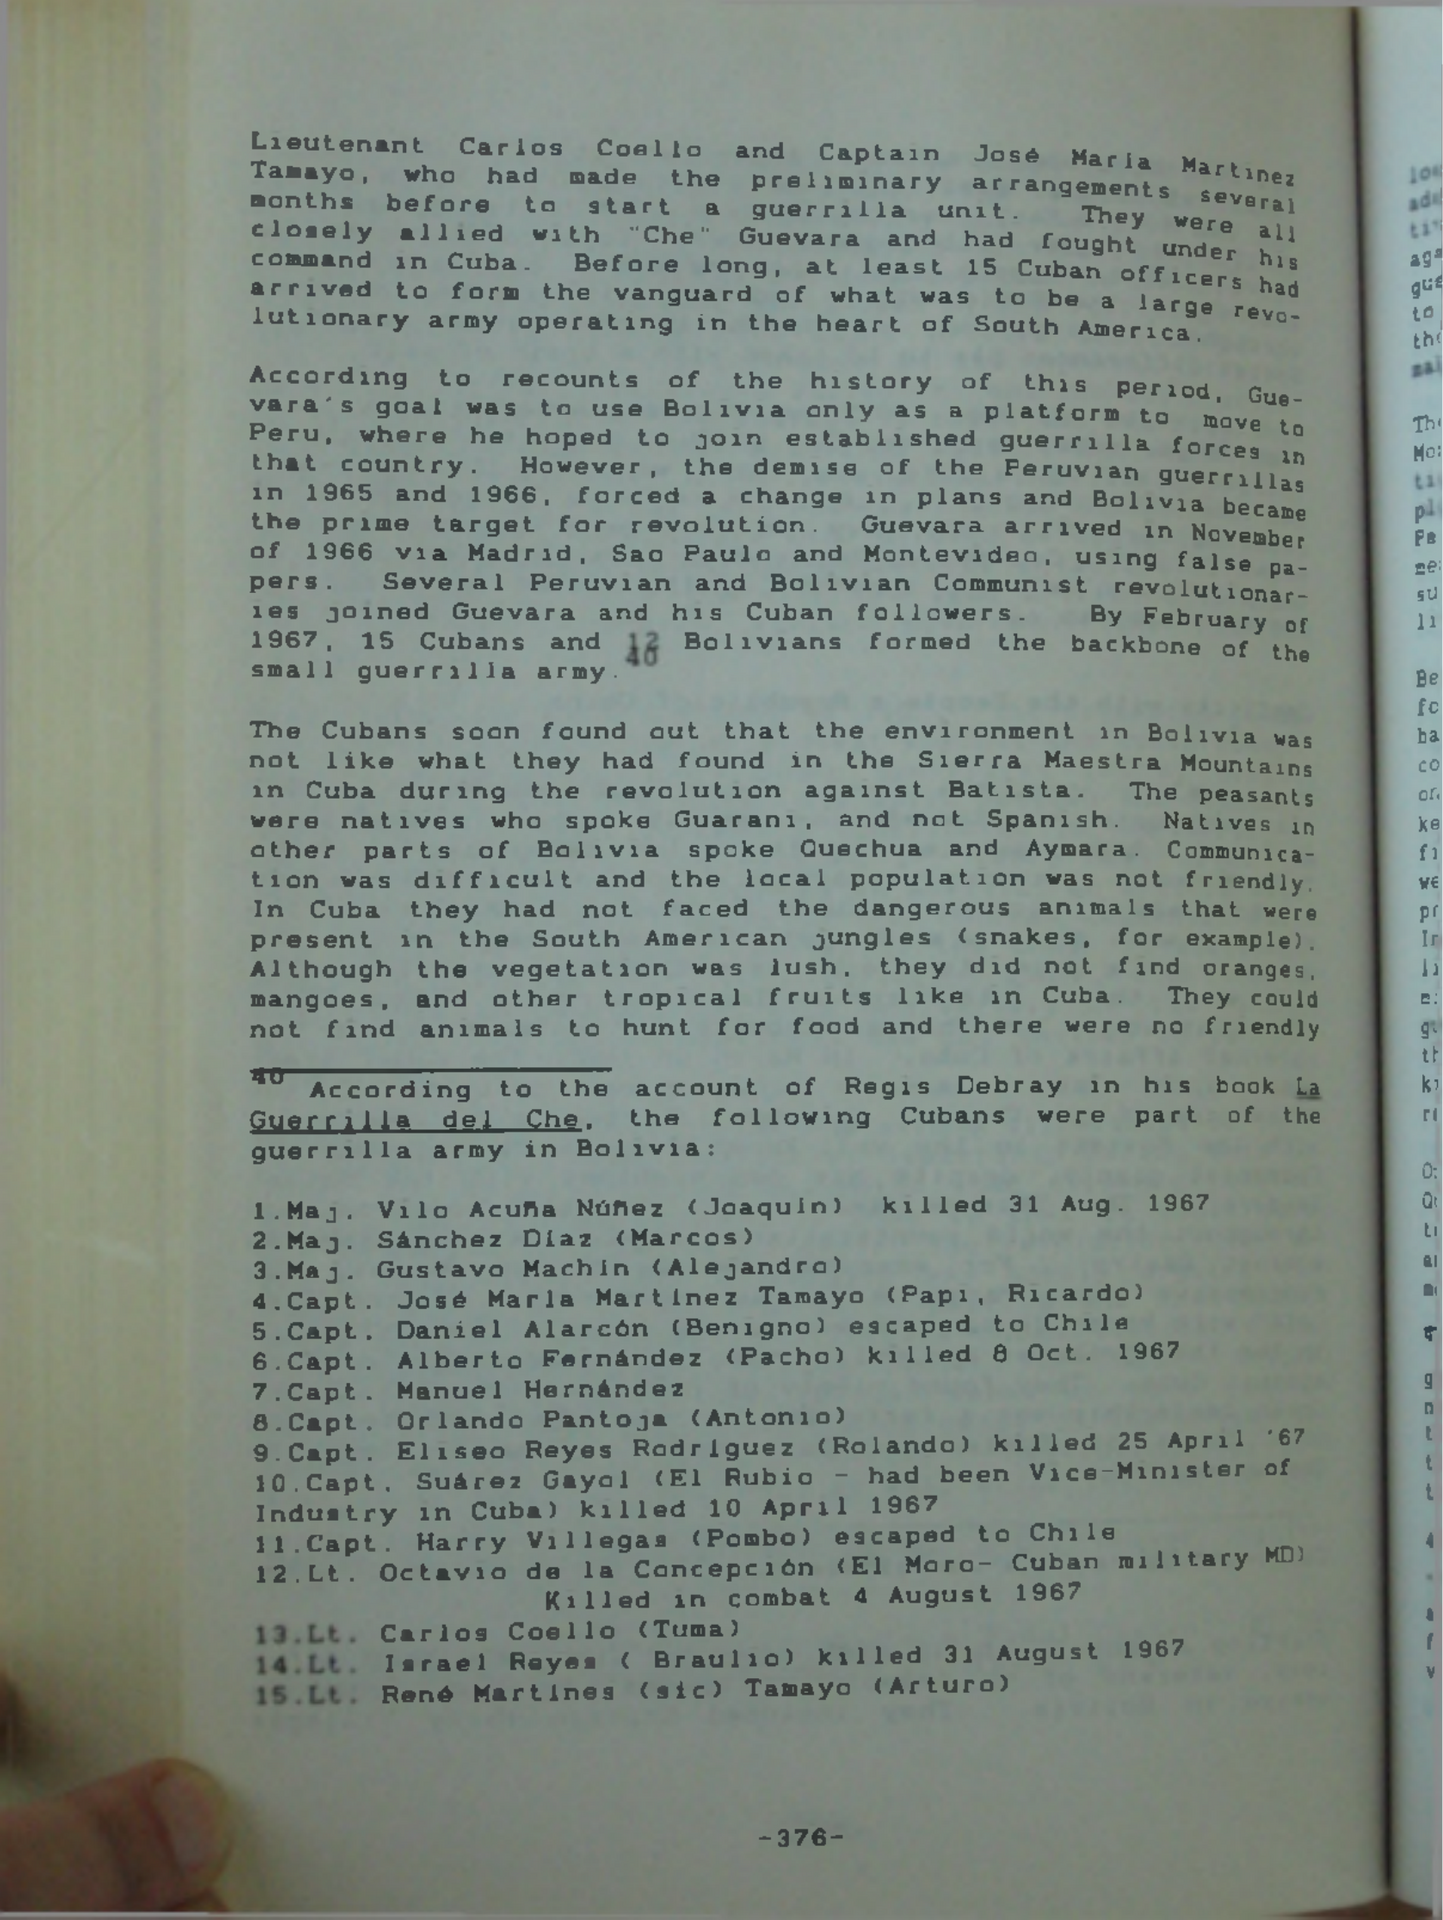 Lieutenant Carlos Coello and Captain José María Martínez
Tamayo, who had made the preliminary arrangements several
months before to start a guerrilla unit. They were all
closely allied with "Che" Guevara and had fought under his
command in Cuba. Before long, at least 15 Cuban officers had
arrived to form the vanguard of what was to be a large revo-
lutionary army operating in the heart of South America.
According to recounts of the history of this period, Gue-
vara's goal was to use Bolivia only as a platform to move to
Peru, where he hoped to join established guerrilla forces in
that country. However, the demise of the Peruvian guerrillas
in 1965 and 1966, forced a change in plans and Bolivia became
the prime target for revolution. Guevara arrived in November
of 1966 via Madrid, Sao Paulo and Montevideo, using false pa-
pers. Several Peruvian and Bolivian Communist revolutionar-
ies joined Guevara and his Cuban followers. By February of
1967, 15 Cubans and 12 Bolivians formed the backbone of the
small guerrilla army. 40
The Cubans soon found out that the environment in Bolivia was
not like what they had found in the Sierra Maestra Mountains
in Cuba during the revolution against Batista. The peasants
were natives who spoke Guarani, and not Spanish. Natives in
other parts of Bolivia spoke Quechua and Aymara. Communica-
tion was difficult and the local population was not friendly.
In Cuba they had not faced the dangerous animals that were
present in the South American jungles (snakes, for example).
Although the vegetation was lush, they did not find oranges,
mangoes, and other tropical fruits like in Cuba. They could
not find animals to hunt for food and there were no friendly
40 According to the account of Regis Debray in his book La
Guerrilla del Che, the following Cubans were part of the
guerrilla army in Bolivia:
1.Maj. Vilo Acuña Núñez (Joaquín) killed 31 Aug. 1967
2.Maj. Sánchez Díaz (Marcos)
3.Maj. Gustavo Machín (Alejandro)
4.Capt. José María Martínez Tamayo (Papi, Ricardo)
5.Capt. Daniel Alarcón (Benigno) escaped to Chile
6.Capt. Alberto Fernández (Pacho) killed 8 Oct. 1967
7.Capt. Manuel Hernández
8.Capt. Orlando Pantoja (Antonio)
9.Capt. Eliseo Reyes Rodríguez (Rolando) killed 25 April '67
10.Capt. Suárez Gayol (El Rubio - had been Vice-Minister of
Industry in Cuba) killed 10 April 1967
11.Capt. Harry Villegas (Pombo) escaped to Chile
12.Lt. Octavio de la Concepción (El Moro- Cuban military MD)
Killed in combat 4 August 1967
13.Lt. Carlos Coello (Tuma)
14.Lt. Israel Reyes ( Braulio) killed 31 August 1967
15.Lt. René Martínes (sic) Tamayo (Arturo)
-376-